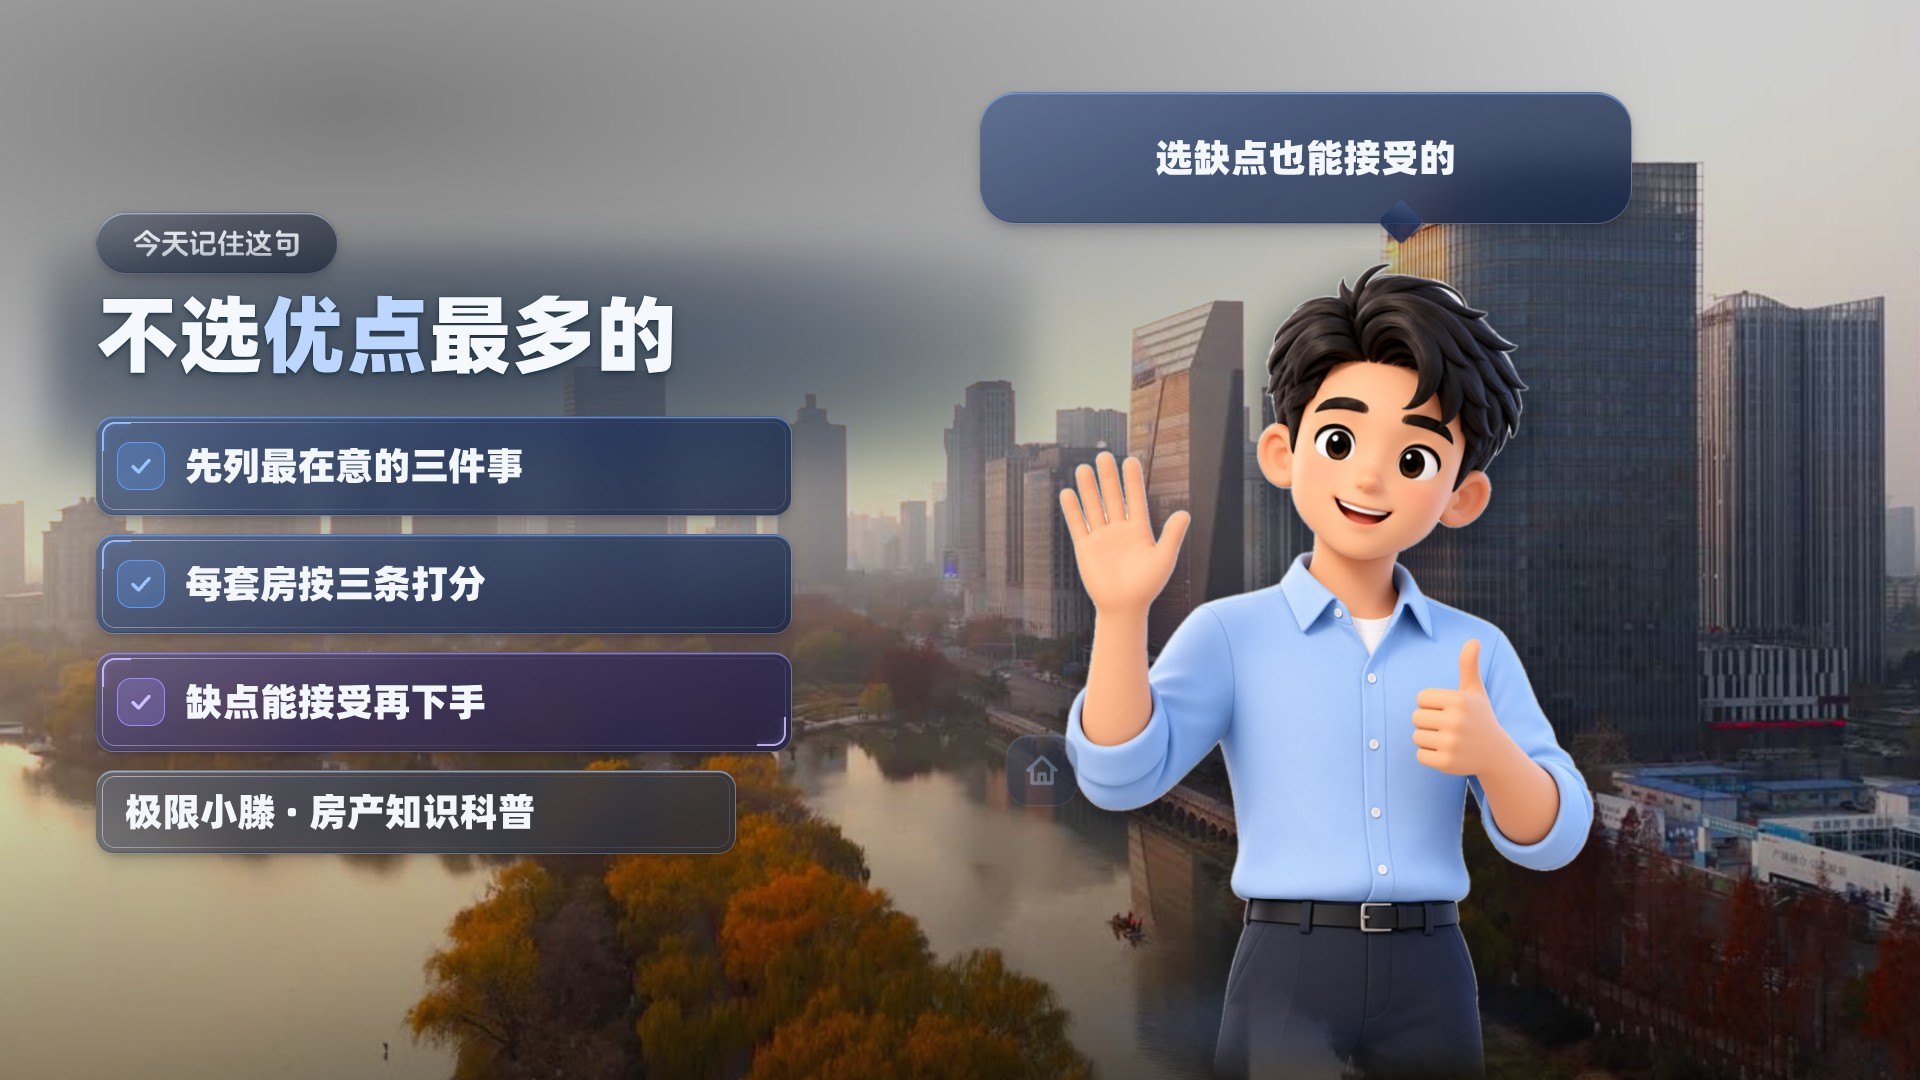 选缺点也能接受的
今天记住这句
不选优点最多的
先列最在意的三件事
每套房按三条打分
缺点能接受再下手
极限小滕·房产知识科普